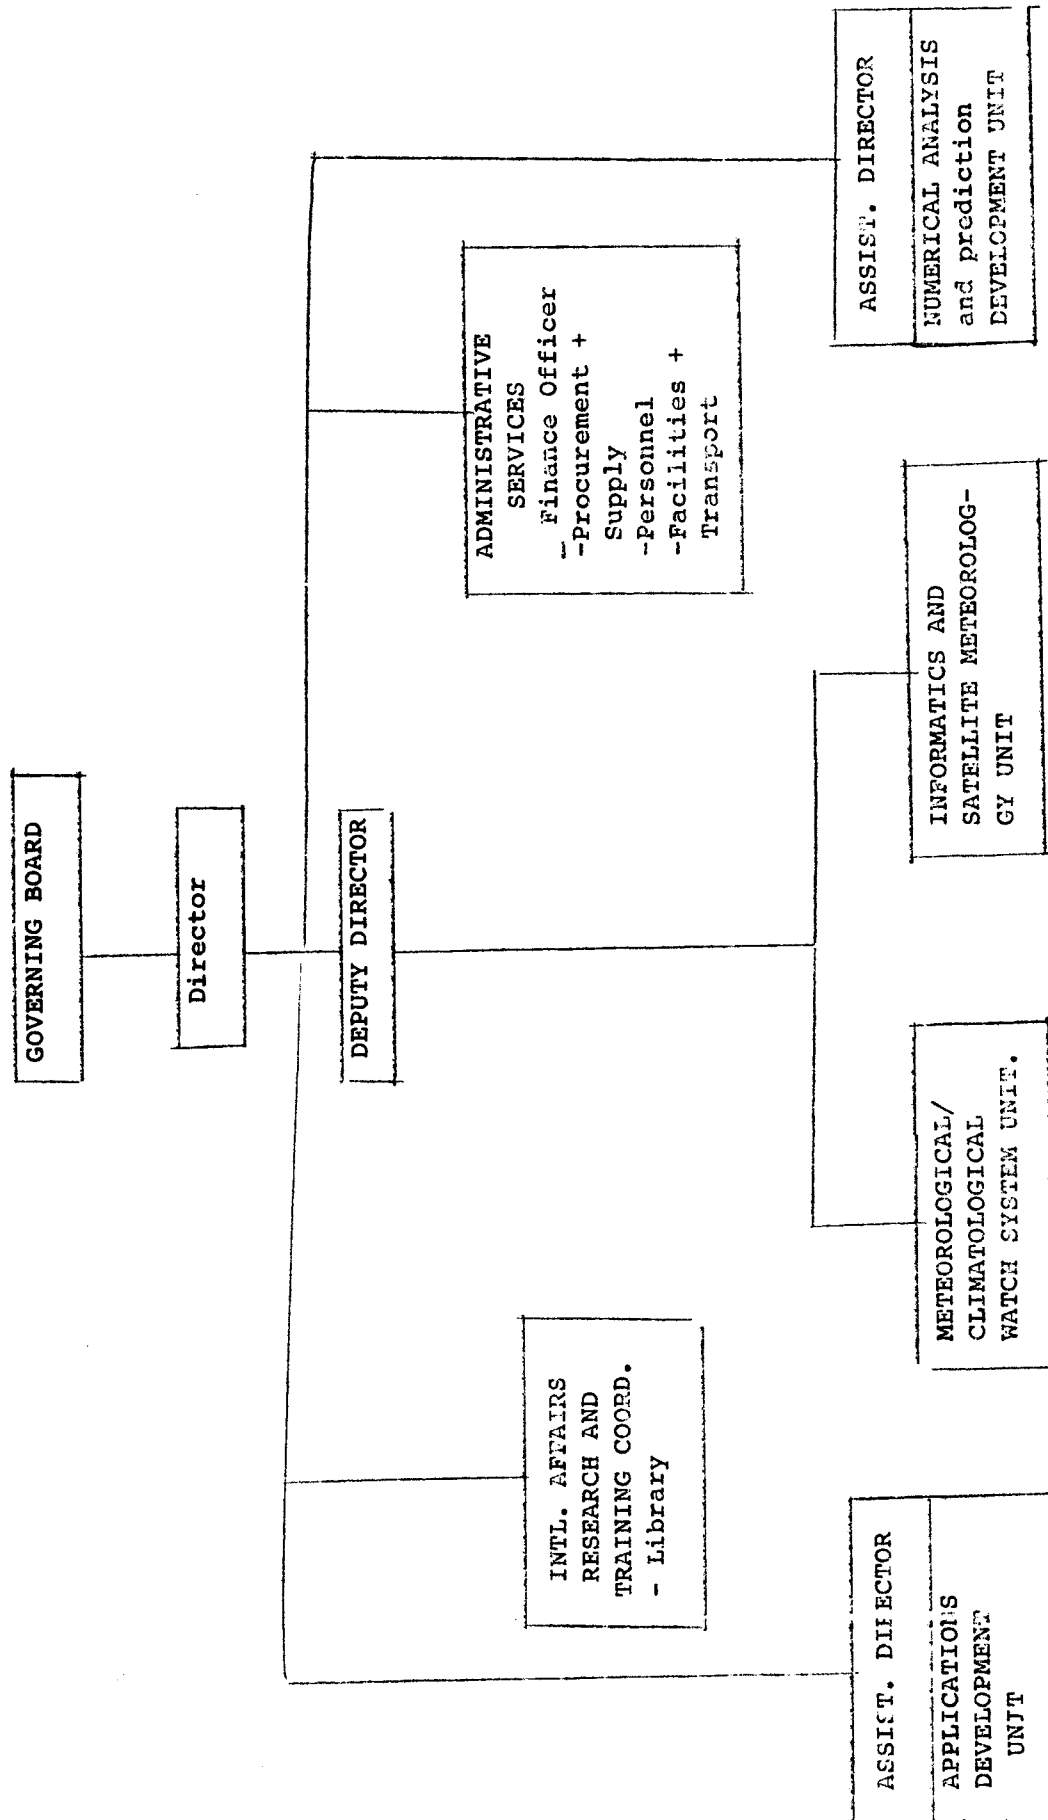 GOVERNING BOARD
Director
DEPUTY DIRECTOR
INTL. AFFAIRS
RESEARCH AND
TRAINING COORD.
- Library
ADMINISTRATIVE
SERVICES
- Finance Officer
-Procurement +
Supply
-Personnel
-Facilities +
Transport
ASSIST. DIRECTOR
APPLICATIONS
DEVELOPMENT
UNIT
METEOROLOGICAL/
CLIMATOLOGICAL
WATCH SYSTEM UNIT.
INFORMATICS AND
SATELLITE METEOROLOG-
GY UNIT
ASSIST. DIRECTOR
NUMERICAL ANALYSIS
and prediction
DEVELOPMENT UNIT